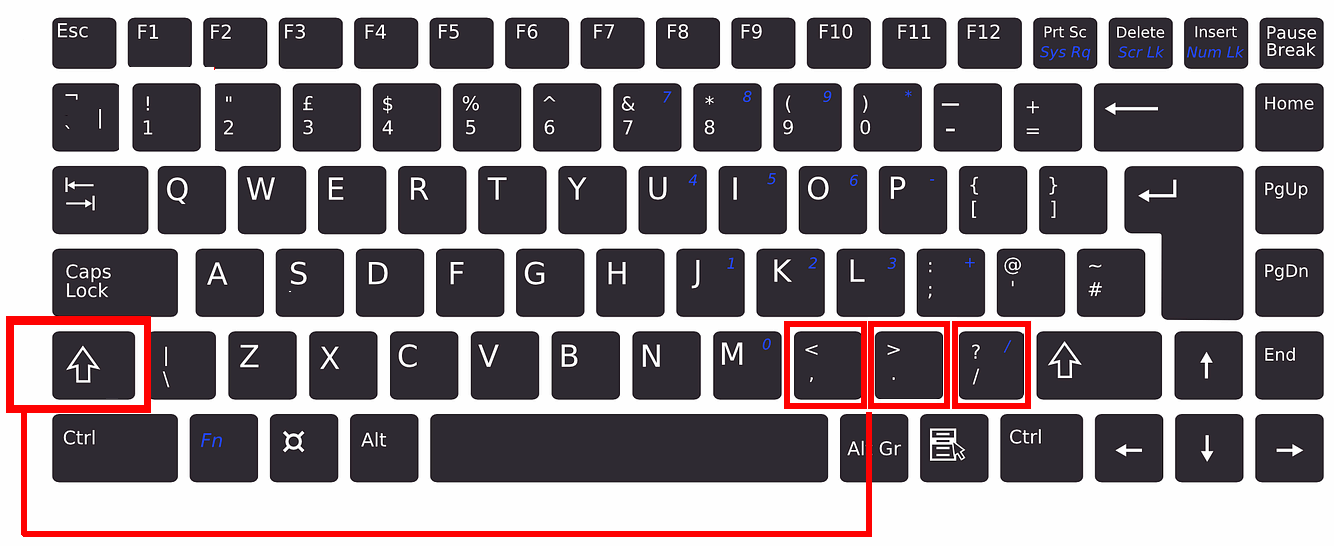 Esc F1 F2 F3 F4 F5 F6 F7 F8 F9 F10 F11 F12 Prt Sc Delete Insert Pause
Sys Rq Scr Lk Num Lk Break
¬ ! " £ $ % ^ & 7 * 8 ( 9 ) * — + Home
` | 1 2 3 4 5 6 7 8 9 0 - =
Q W E R T Y U 4 I 5 O 6 P - { } PgUp
[ ]
Caps A S D F G H J 1 K 2 L 3 : + @ ~ PgDn
Lock ; ' #
| Z X C V B N M 0 < > ? / End
\ , . /
Ctrl Fn Alt Alt Gr Ctrl